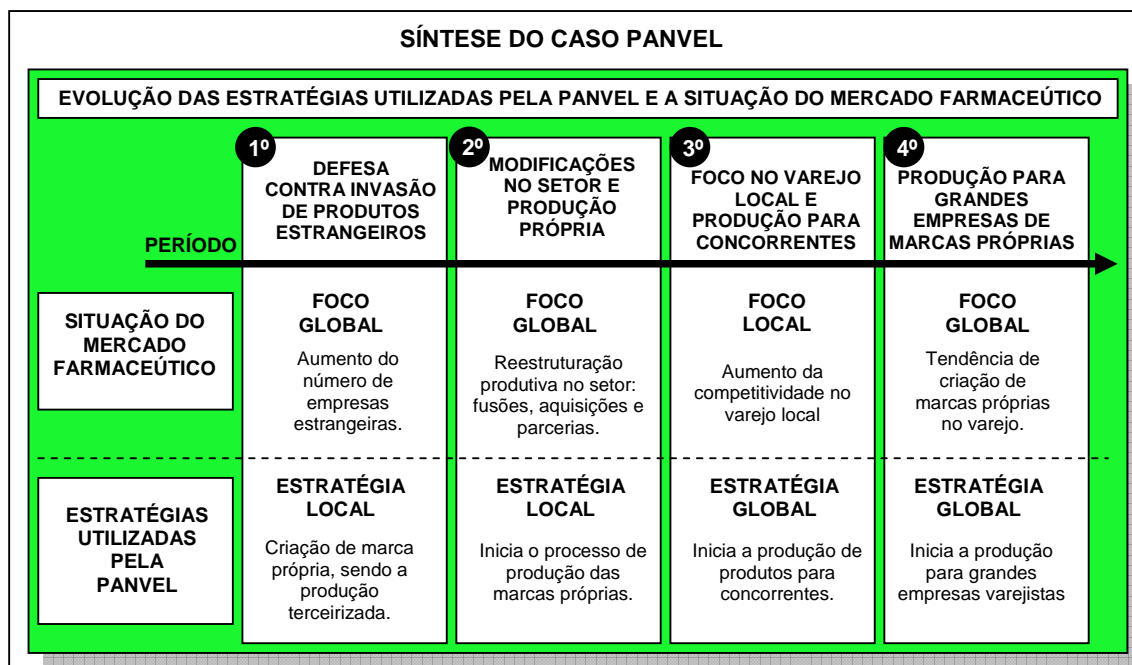 SÍNTESE DO CASO PANVEL
EVOLUÇÃO DAS ESTRATÉGIAS UTILIZADAS PELA PANVEL E A SITUAÇÃO DO MERCADO FARMACEÚTICO
PERÍODO
1º
DEFESA
CONTRA INVASÃO
DE PRODUTOS
ESTRANGEIROS
2º
MODIFICAÇÕES
NO SETOR E
PRODUÇÃO
PRÓPRIA
3º
FOCO NO VAREJO
LOCAL E
PRODUÇÃO PARA
CONCORRENTES
4º
PRODUÇÃO PARA
GRANDES
EMPRESAS DE
MARCAS PRÓPRIAS
SITUAÇÃO DO
MERCADO
FARMACEÚTICO
FOCO
GLOBAL
Aumento do
número de
empresas
estrangeiras.
FOCO
GLOBAL
Reestruturação
produtiva no setor:
fusões, aquisições e
parcerias.
FOCO
LOCAL
Aumento da
competitividade no
varejo local
FOCO
GLOBAL
Tendência de
criação de
marcas próprias
no varejo.
ESTRATÉGIAS
UTILIZADAS
PELA
PANVEL
ESTRATÉGIA
LOCAL
Criação de marca
própria, sendo a
produção
terceirizada.
ESTRATÉGIA
LOCAL
Inicia o processo de
produção das
marcas próprias.
ESTRATÉGIA
GLOBAL
Inicia a produção de
produtos para
concorrentes.
ESTRATÉGIA
GLOBAL
Inicia a produção
para grandes
empresas varejistas